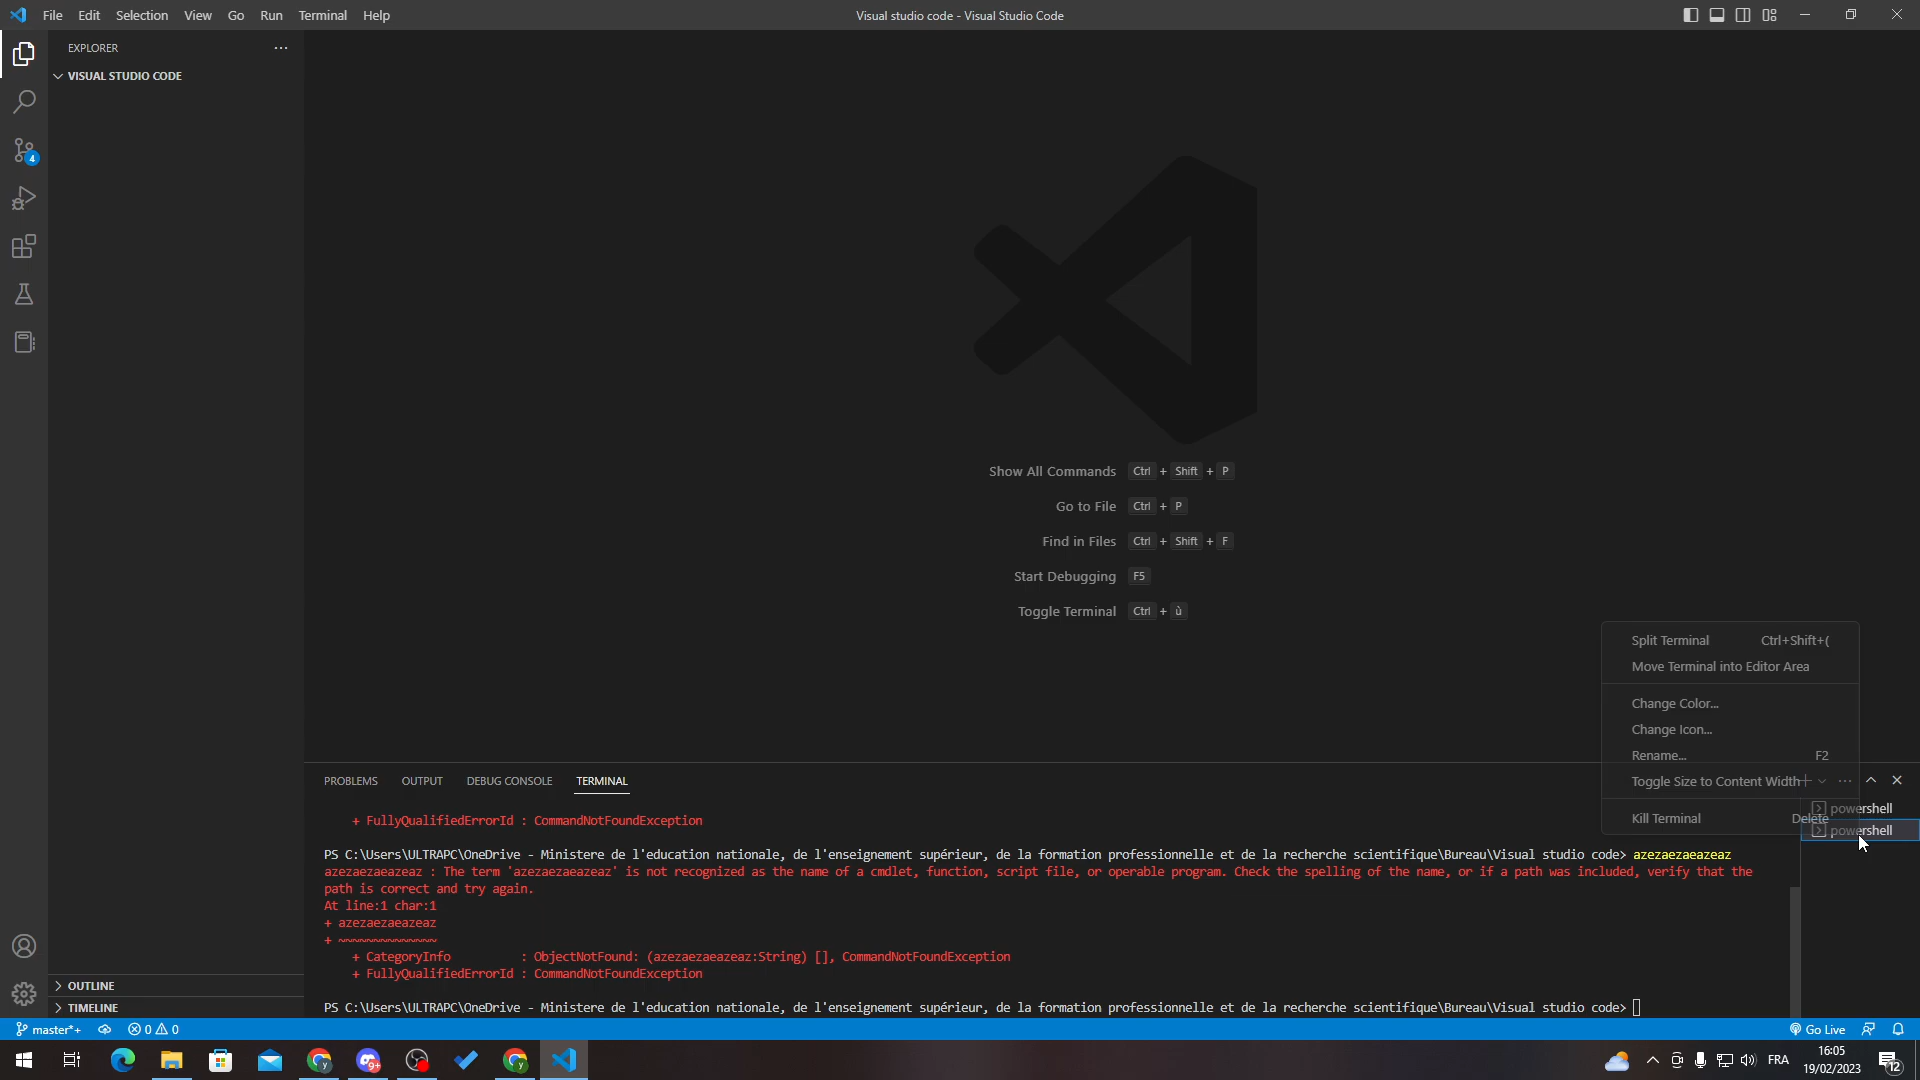 File Edit Selection View Go Run Terminal Help
Visual studio code - Visual Studio Code
EXPLORER
VISUAL STUDIO CODE
4
Show All Commands Ctrl + Shift + P
Go to File Ctrl + P
Find in Files Ctrl + Shift + F
Start Debugging F5
Toggle Terminal Ctrl + ù
Split Terminal Ctrl+Shift+(
Move Terminal into Editor Area
Change Color...
Change Icon...
Rename... F2
Toggle Size to Content Width
Kill Terminal Delete
PROBLEMS OUTPUT DEBUG CONSOLE TERMINAL
powershell
powershell
+ FullyQualifiedErrorId : CommandNotFoundException
PS C:\Users\ULTRAPC\OneDrive - Ministere de l'education nationale, de l'enseignement supérieur, de la formation professionnelle et de la recherche scientifique\Bureau\Visual studio code> azezaezaeazeaz
azezaezaeazeaz : The term 'azezaezaeazeaz' is not recognized as the name of a cmdlet, function, script file, or operable program. Check the spelling of the name, or if a path was included, verify that the
path is correct and try again.
At line:1 char:1
+ azezaezaeazeaz
+ ~~~~~~~~~~~~~~
+ CategoryInfo : ObjectNotFound: (azezaezaeazeaz:String) [], CommandNotFoundException
+ FullyQualifiedErrorId : CommandNotFoundException
PS C:\Users\ULTRAPC\OneDrive - Ministere de l'education nationale, de l'enseignement supérieur, de la formation professionnelle et de la recherche scientifique\Bureau\Visual studio code>
OUTLINE
TIMELINE
master*+ 0 0
Go Live
9+
FRA
16:05
19/02/2023
12